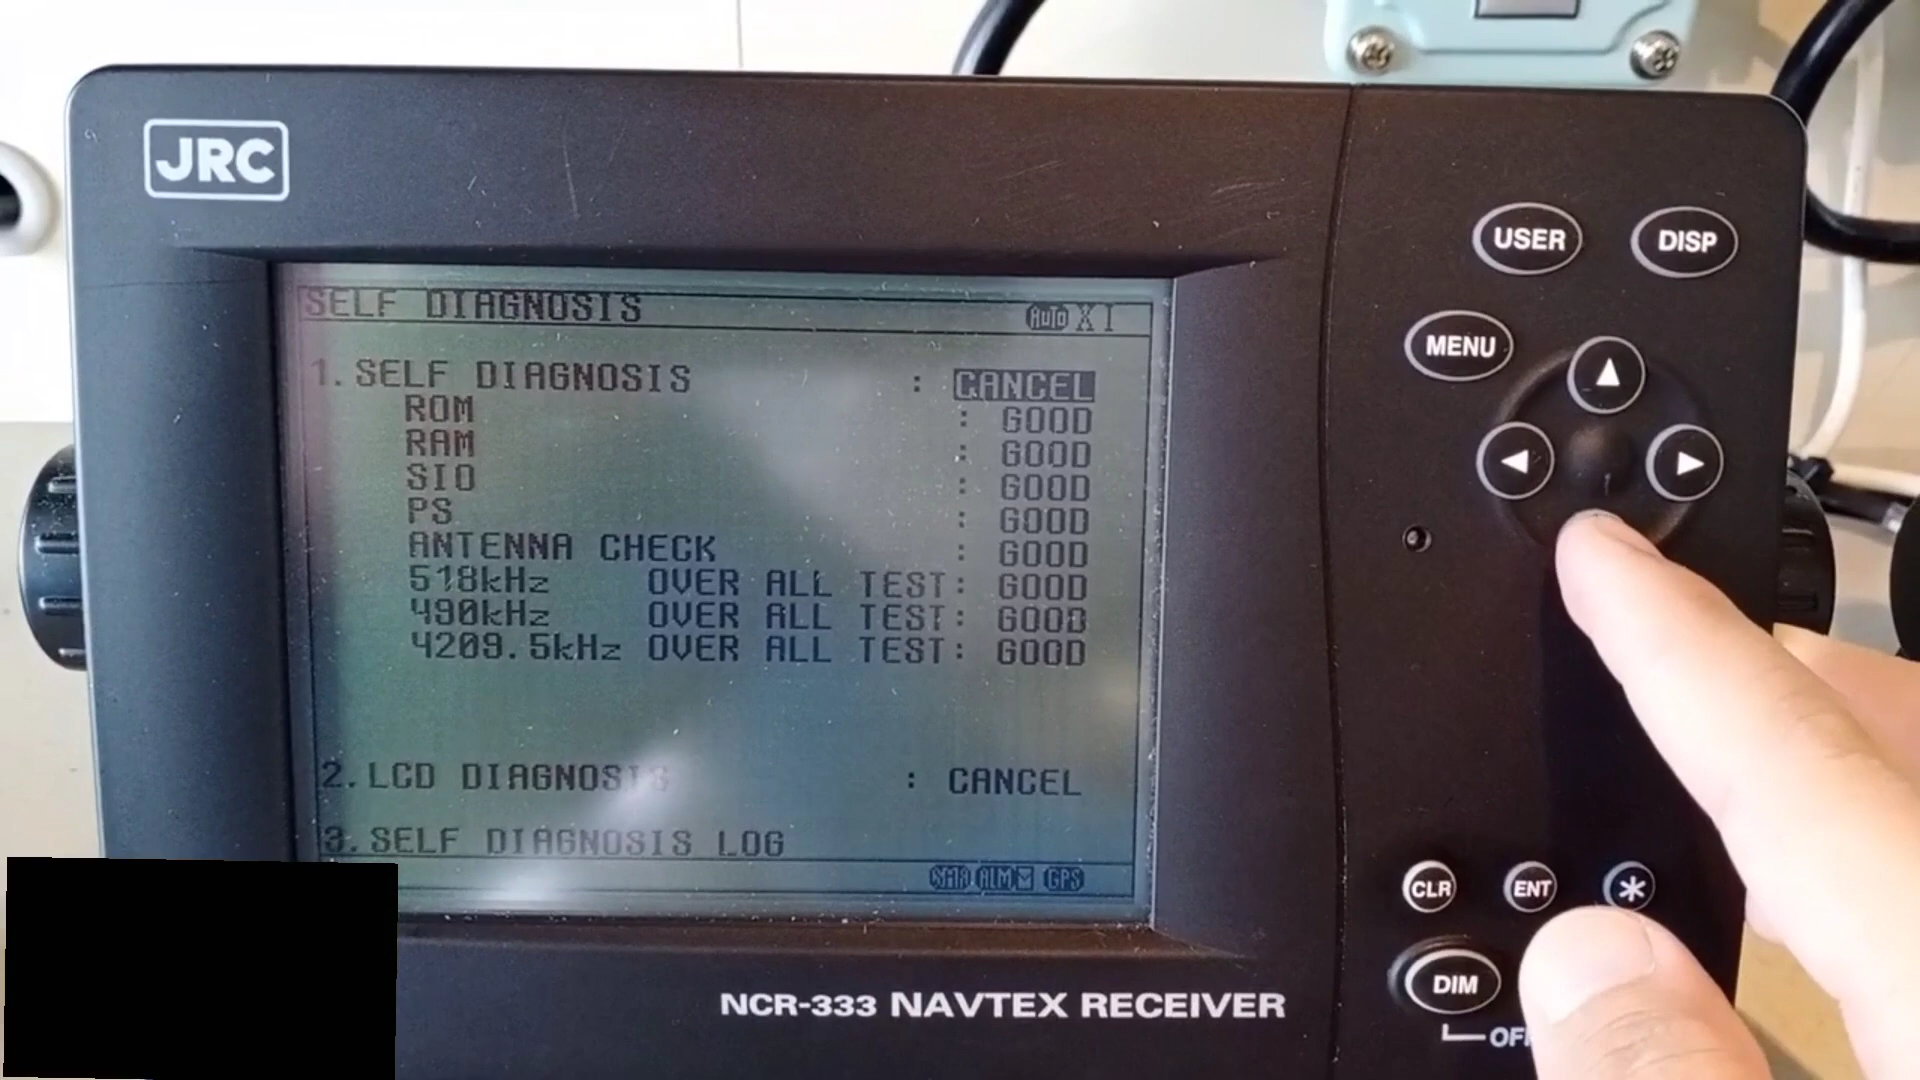 JRC
USER DISP
MENU
SELF DIAGNOSIS AUTO X I
1. SELF DIAGNOSIS : CANCEL
ROM : GOOD
RAM : GOOD
SIO : GOOD
PS : GOOD
ANTENNA CHECK : GOOD
518kHz OVER ALL TEST: GOOD
490kHz OVER ALL TEST: GOOD
4209.5kHz OVER ALL TEST: GOOD
2. LCD DIAGNOSIS : CANCEL
3. SELF DIAGNOSIS LOG
ALM GPS
CLR ENT *
DIM
NCR-333 NAVTEX RECEIVER